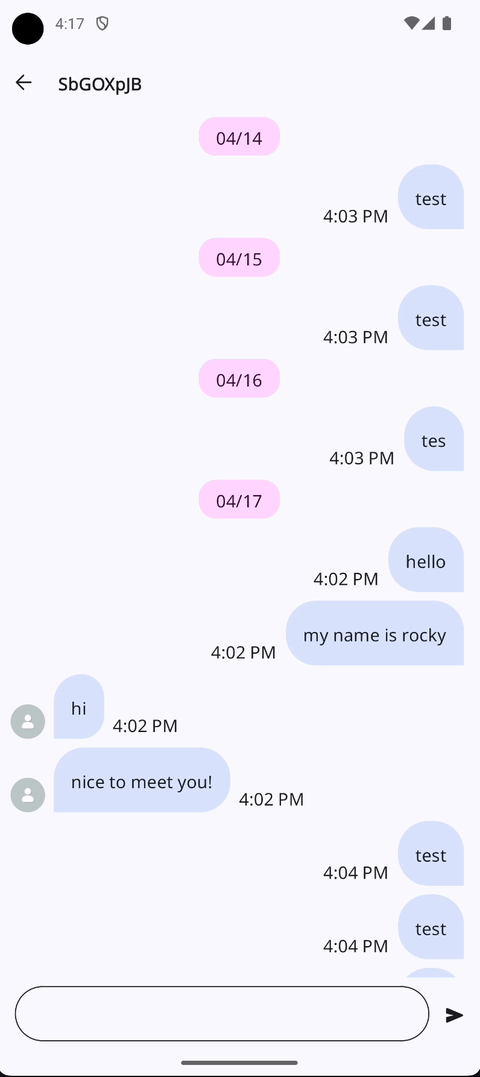 4:17
SbGOXpJB
04/14
test
4:03 PM
04/15
test
4:03 PM
04/16
tes
4:03 PM
04/17
hello
4:02 PM
my name is rocky
4:02 PM
hi
4:02 PM
nice to meet you!
4:02 PM
test
4:04 PM
test
4:04 PM